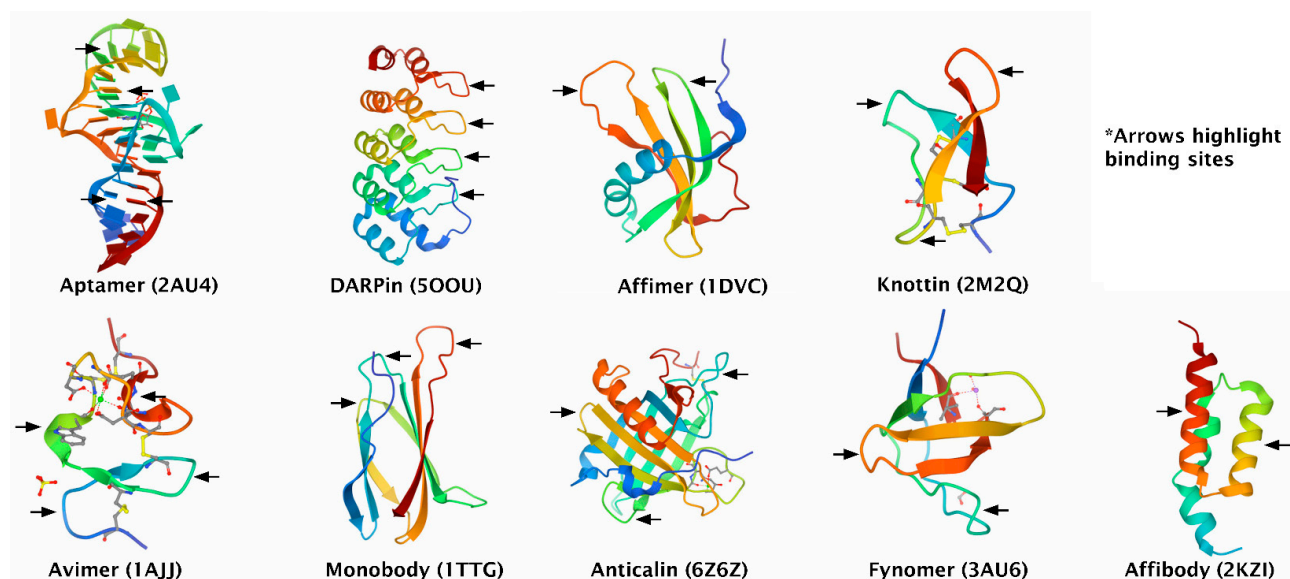 Aptamer (2AU4)
DARPin (5OOU)
Affimer (1DVC)
Knottin (2M2Q)
*Arrows highlight
binding sites
Avimer (1AJJ)
Monobody (1TTG)
Anticalin (6Z6Z)
Fynomer (3AU6)
Affibody (2KZI)